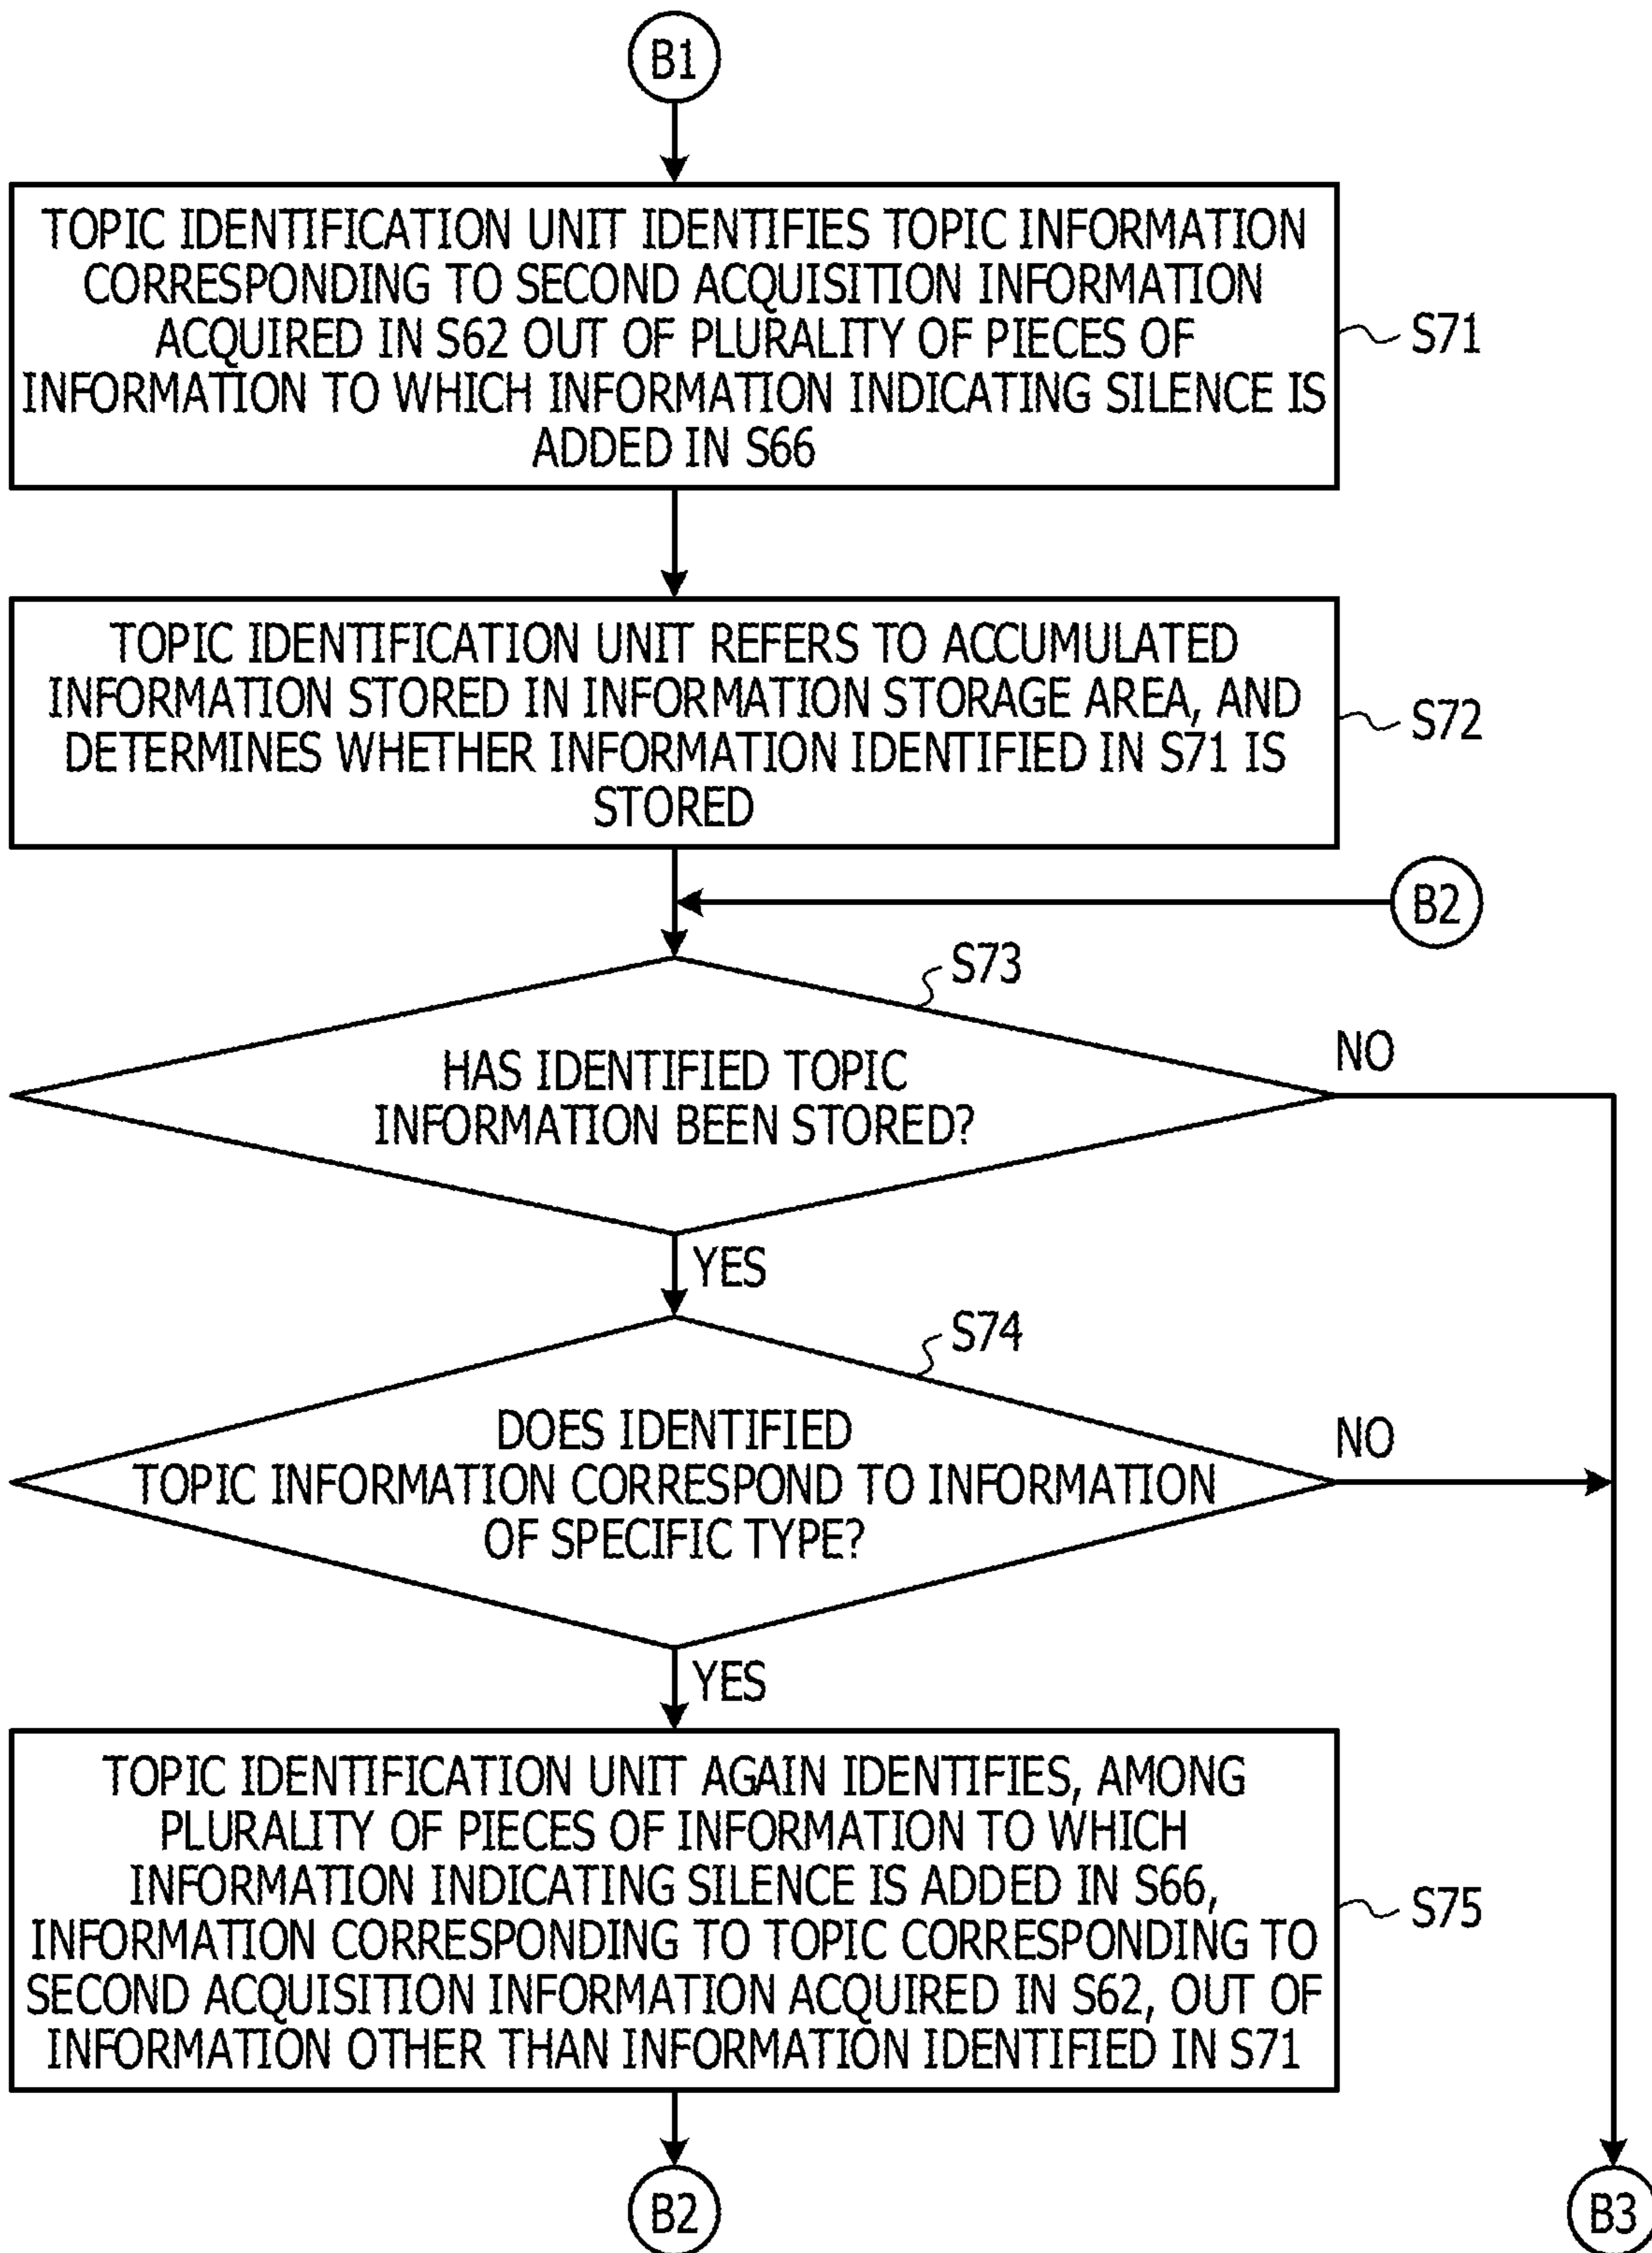 B1
TOPIC IDENTIFICATION UNIT IDENTIFIES TOPIC INFORMATION
CORRESPONDING TO SECOND ACQUISITION INFORMATION
ACQUIRED IN S62 OUT OF PLURALITY OF PIECES OF
INFORMATION TO WHICH INFORMATION INDICATING SILENCE IS
ADDED IN S66
S71
TOPIC IDENTIFICATION UNIT REFERS TO ACCUMULATED
INFORMATION STORED IN INFORMATION STORAGE AREA, AND
DETERMINES WHETHER INFORMATION IDENTIFIED IN S71 IS
STORED
S72
B2
S73
HAS IDENTIFIED TOPIC
INFORMATION BEEN STORED?
NO
YES
S74
DOES IDENTIFIED
TOPIC INFORMATION CORRESPOND TO INFORMATION
OF SPECIFIC TYPE?
NO
YES
TOPIC IDENTIFICATION UNIT AGAIN IDENTIFIES, AMONG
PLURALITY OF PIECES OF INFORMATION TO WHICH
INFORMATION INDICATING SILENCE IS ADDED IN S66,
INFORMATION CORRESPONDING TO TOPIC CORRESPONDING TO
SECOND ACQUISITION INFORMATION ACQUIRED IN S62, OUT OF
INFORMATION OTHER THAN INFORMATION IDENTIFIED IN S71
S75
B2
B3